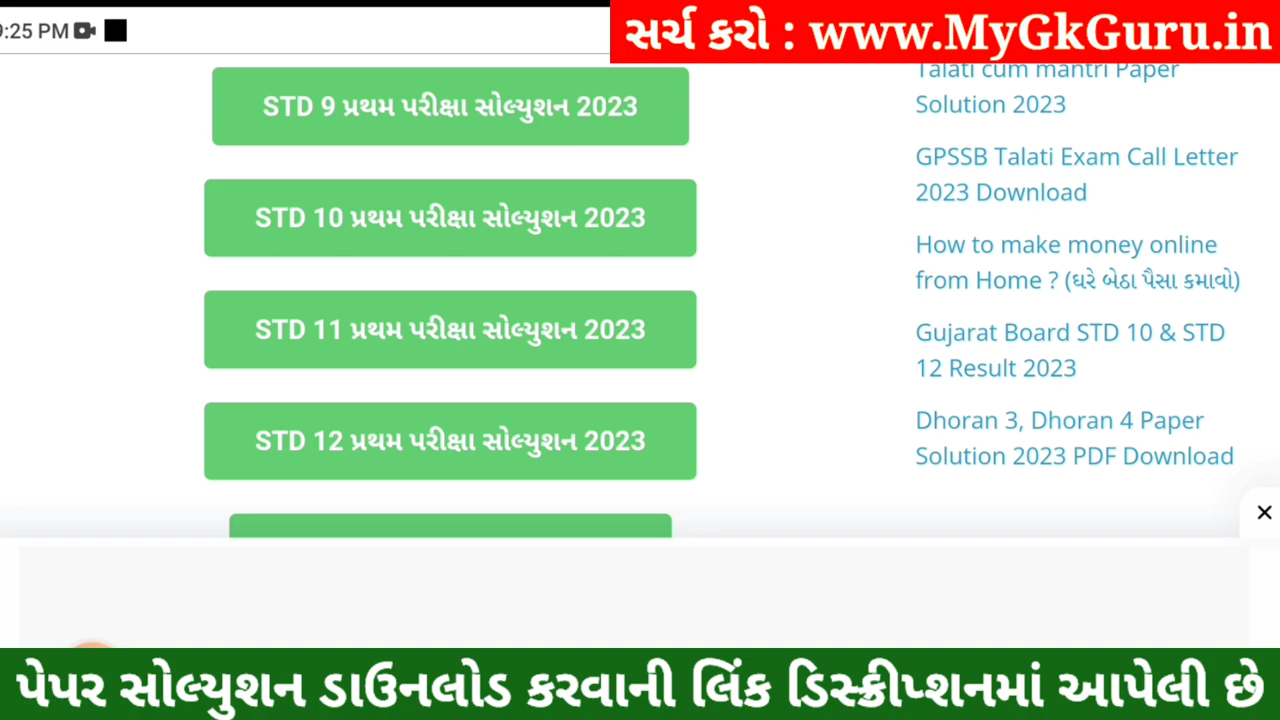 9:25 PM
સર્ચ કરો : www.MyGkGuru.in
STD 9 પ્રથમ પરીક્ષા સોલ્યુશન 2023
STD 10 પ્રથમ પરીક્ષા સોલ્યુશન 2023
STD 11 પ્રથમ પરીક્ષા સોલ્યુશન 2023
STD 12 પ્રથમ પરીક્ષા સોલ્યુશન 2023
Talati cum mantri Paper
Solution 2023
GPSSB Talati Exam Call Letter
2023 Download
How to make money online
from Home ? (ઘરે બેઠા પૈસા કમાવો)
Gujarat Board STD 10 & STD
12 Result 2023
Dhoran 3, Dhoran 4 Paper
Solution 2023 PDF Download
પેપર સોલ્યુશન ડાઉનલોડ કરવાની લિંક ડિસ્ક્રીપ્શનમાં આપેલી છે